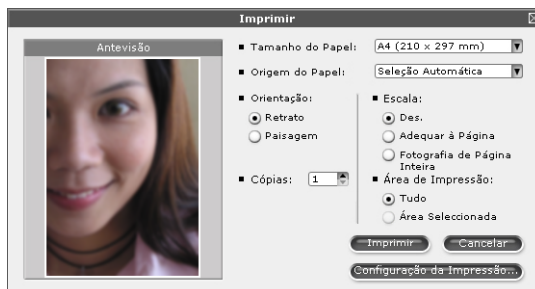 Imprimir
Antevisão
Tamanho do Papel:
A4 (210 x 297 mm)
Origem do Papel:
Seleção Automática
Orientação:
Retrato
Paisagem
Cópias:
1
Escala:
Des.
Adequar à Página
Fotografia de Página
Inteira
Área de Impressão:
Tudo
Área Seleccionada
Imprimir
Cancelar
Configuração da Impressão...